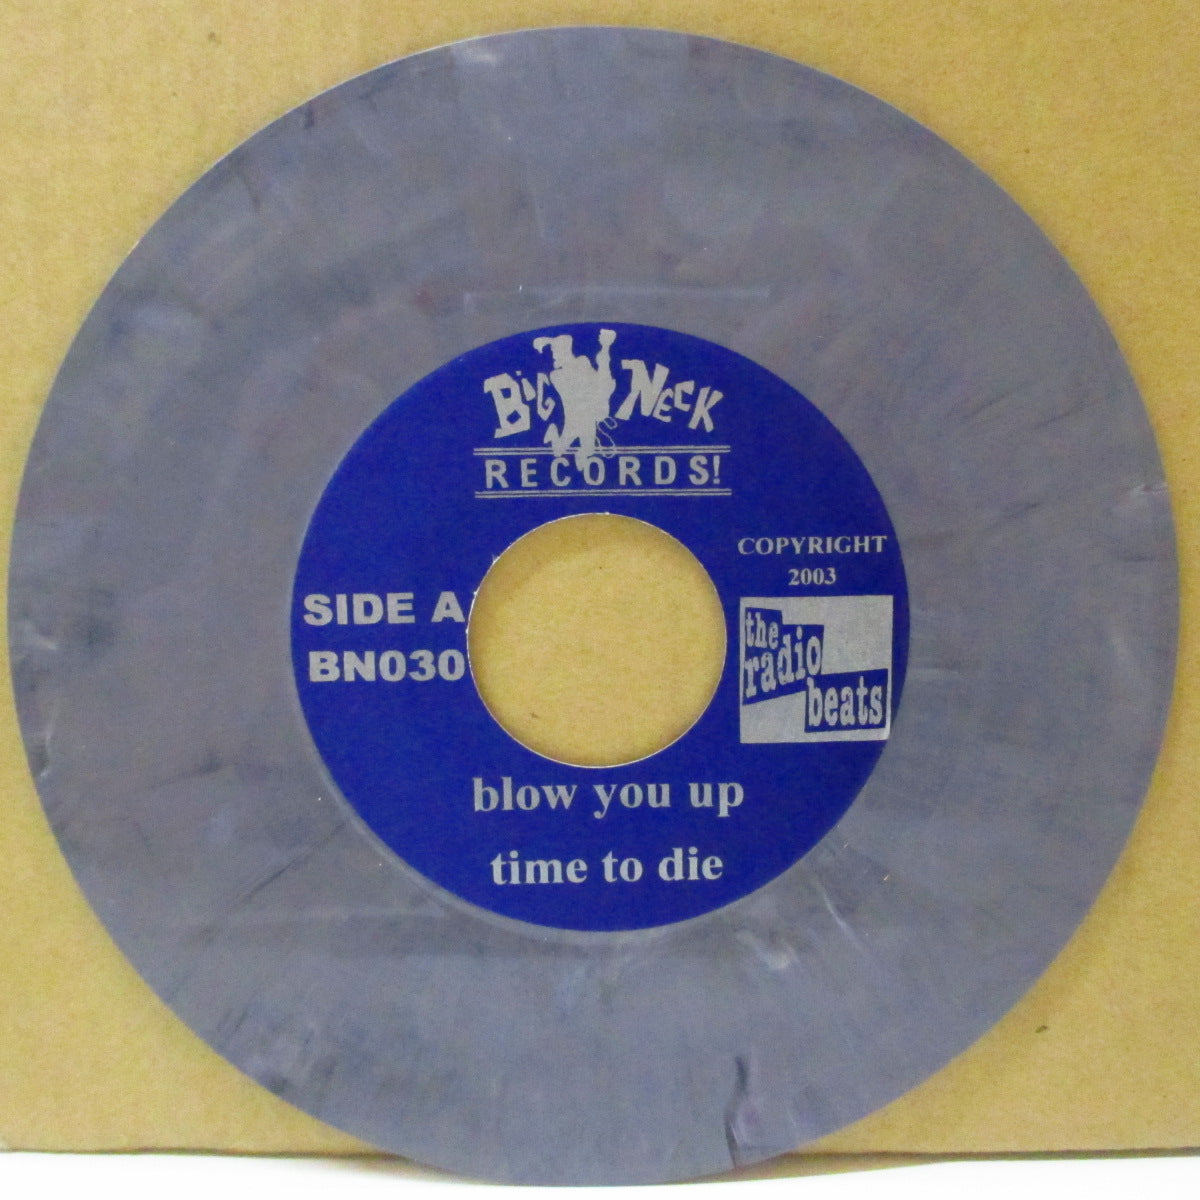 BIG NECK
RECORDS!
COPYRIGHT
2003
SIDE A
BN030
the
radio
beats
blow you up
time to die